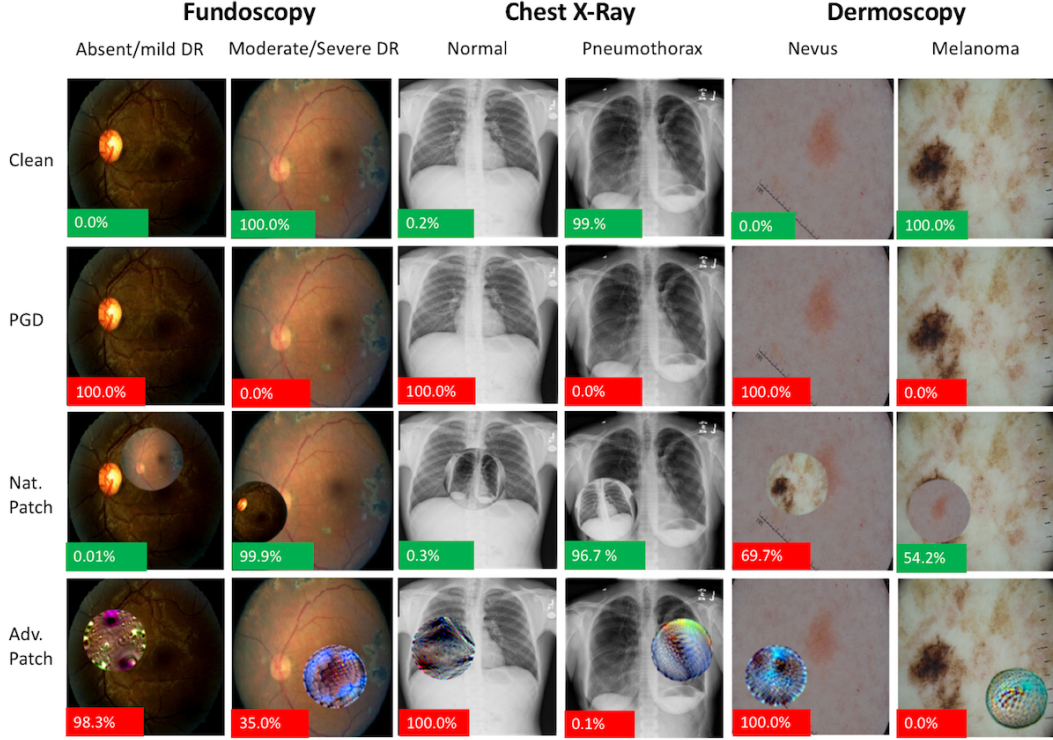 Fundoscopy Chest X-Ray Dermoscopy
Absent/mild DR Moderate/Severe DR Normal Pneumothorax Nevus Melanoma
Clean
0.0% 100.0% 0.2% 99.% 0.0% 100.0%
PGD
100.0% 0.0% 100.0% 0.0% 100.0% 0.0%
Nat.
Patch
0.01% 99.9% 0.3% 96.7 % 69.7% 54.2%
Adv.
Patch
98.3% 35.0% 100.0% 0.1% 100.0% 0.0%